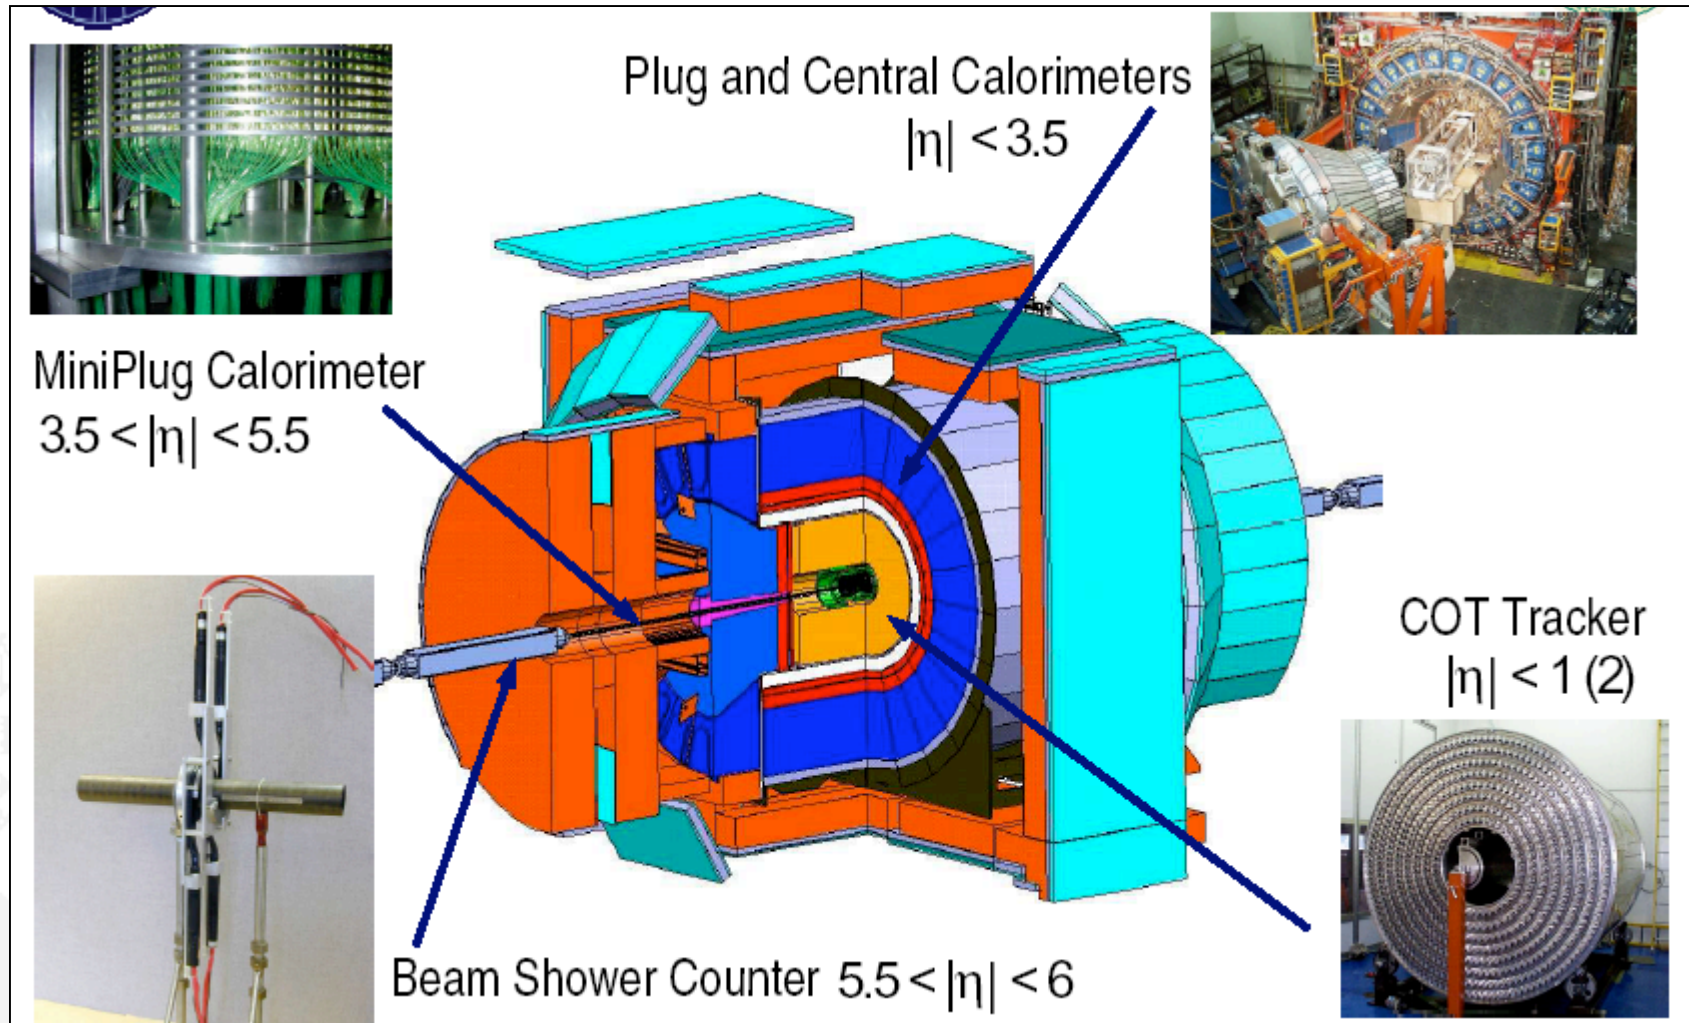 Plug and Central Calorimeters
|η| < 3.5
MiniPlug Calorimeter
3.5 < |η| < 5.5
COT Tracker
|η| < 1 (2)
Beam Shower Counter 5.5 < |η| < 6